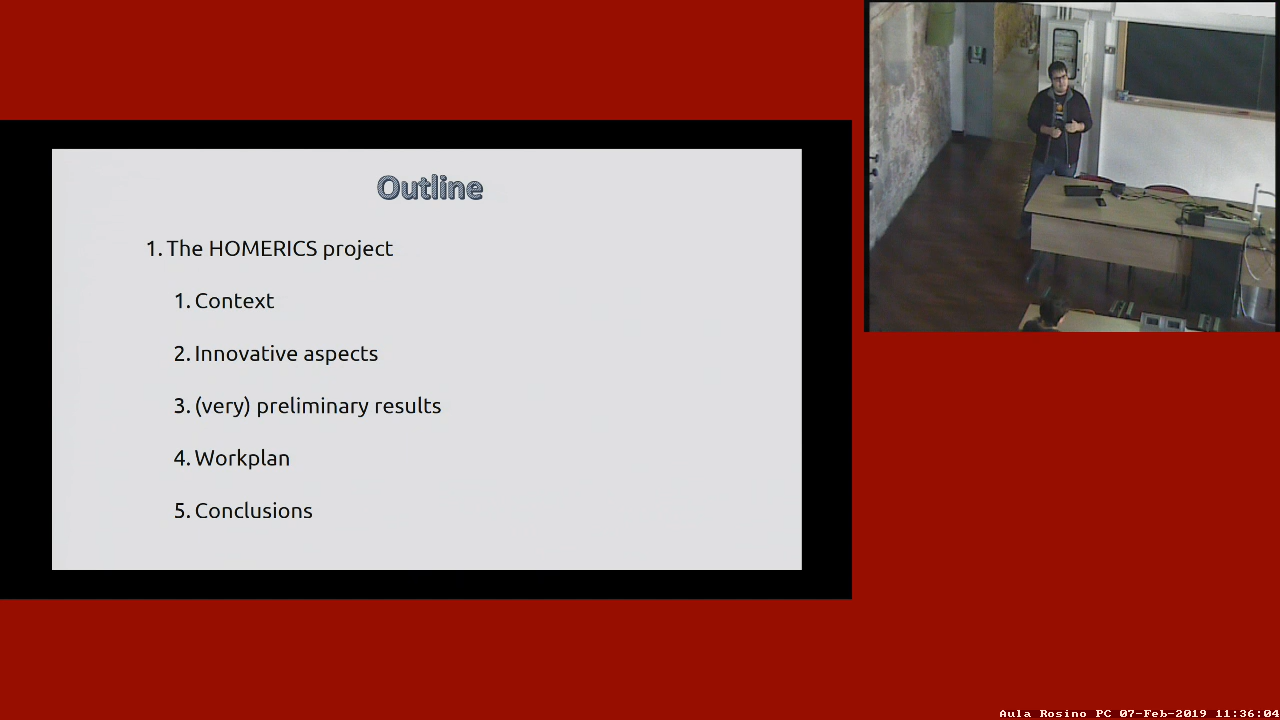 Outline
1. The HOMERICS project
1. Context
2. Innovative aspects
3. (very) preliminary results
4. Workplan
5. Conclusions
Aula Rosino PC 07-Feb-2019 11:36:04